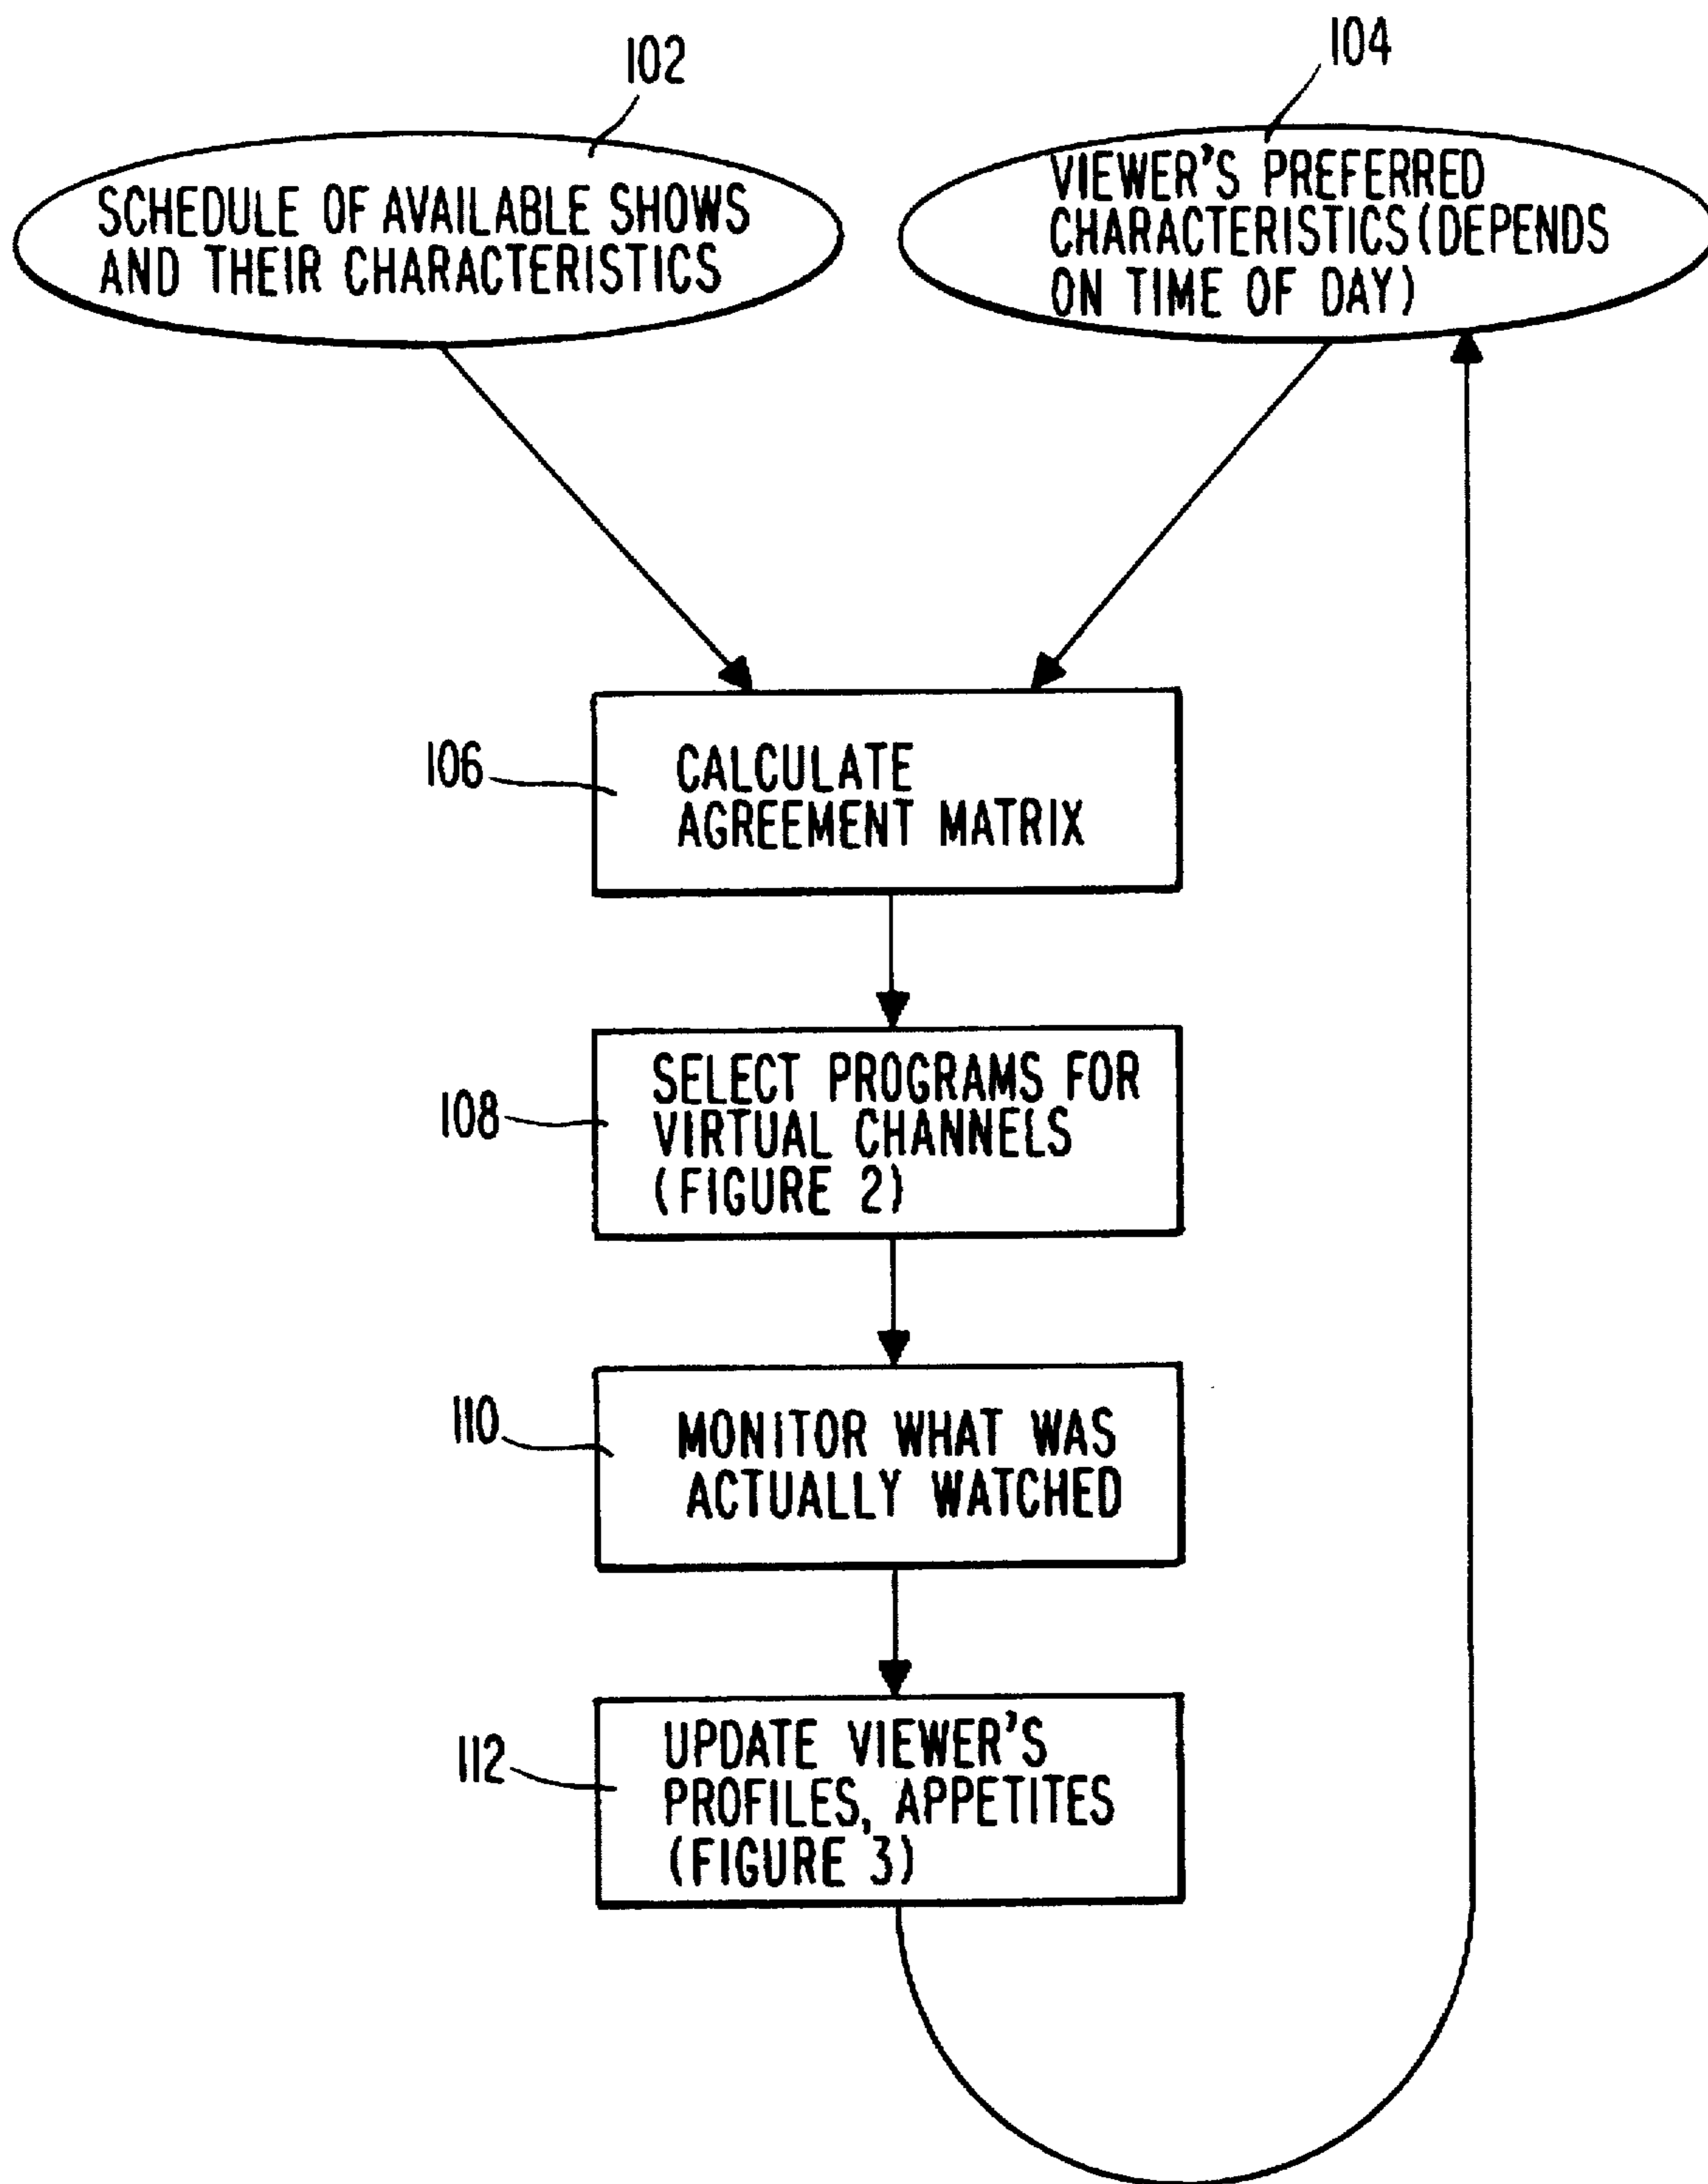 102
104
SCHEDULE OF AVAILABLE SHOWS
AND THEIR CHARACTERISTICS
VIEWER'S PREFERRED
CHARACTERISTICS (DEPENDS
ON TIME OF DAY)
106
CALCULATE
AGREEMENT MATRIX
108
SELECT PROGRAMS FOR
VIRTUAL CHANNELS
(FIGURE 2)
110
MONITOR WHAT WAS
ACTUALLY WATCHED
112
UPDATE VIEWER'S
PROFILES, APPETITES
(FIGURE 3)